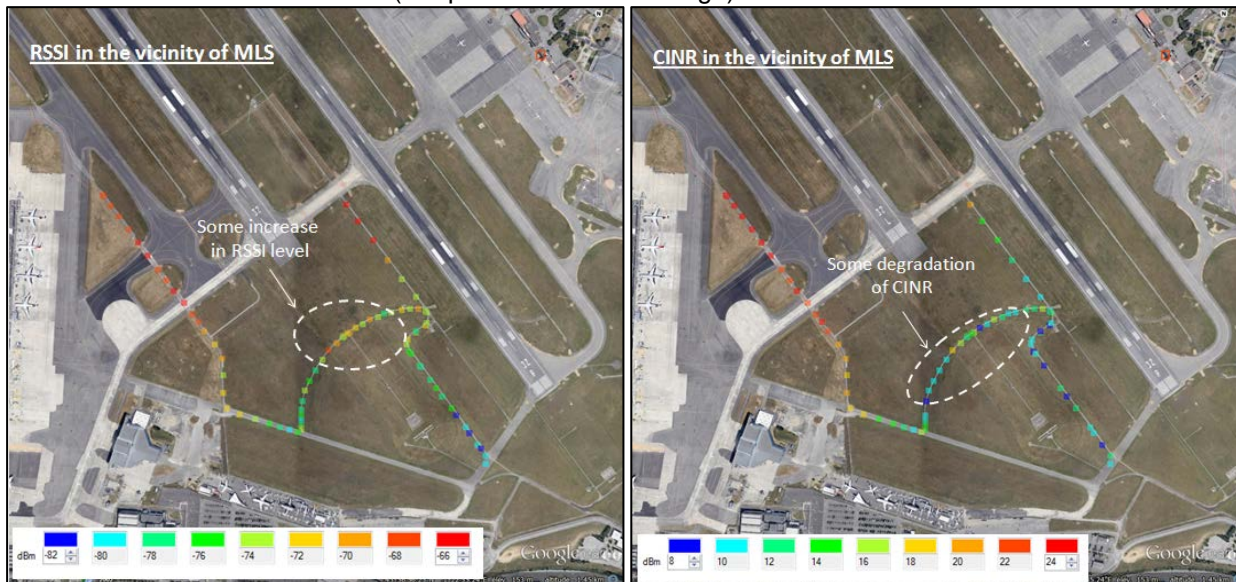 RSSI in the vicinity of MLS
Some increase
in RSSI level
dBm -82 -80 -78 -76 -74 -72 -70 -68 -66
Google
CINR in the vicinity of MLS
Some degradation
of CINR
dBm 8 10 12 14 16 18 20 22 24
Google